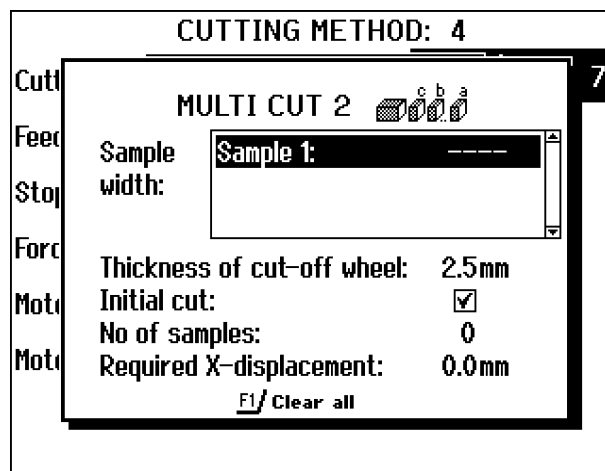 CUTTING METHOD: 4
7
MULTI CUT 2
c b a
Sample width:
Sample 1: ----
Thickness of cut-off wheel: 2.5mm
Initial cut:
No of samples: 0
Required X-displacement: 0.0mm
F1/ Clear all